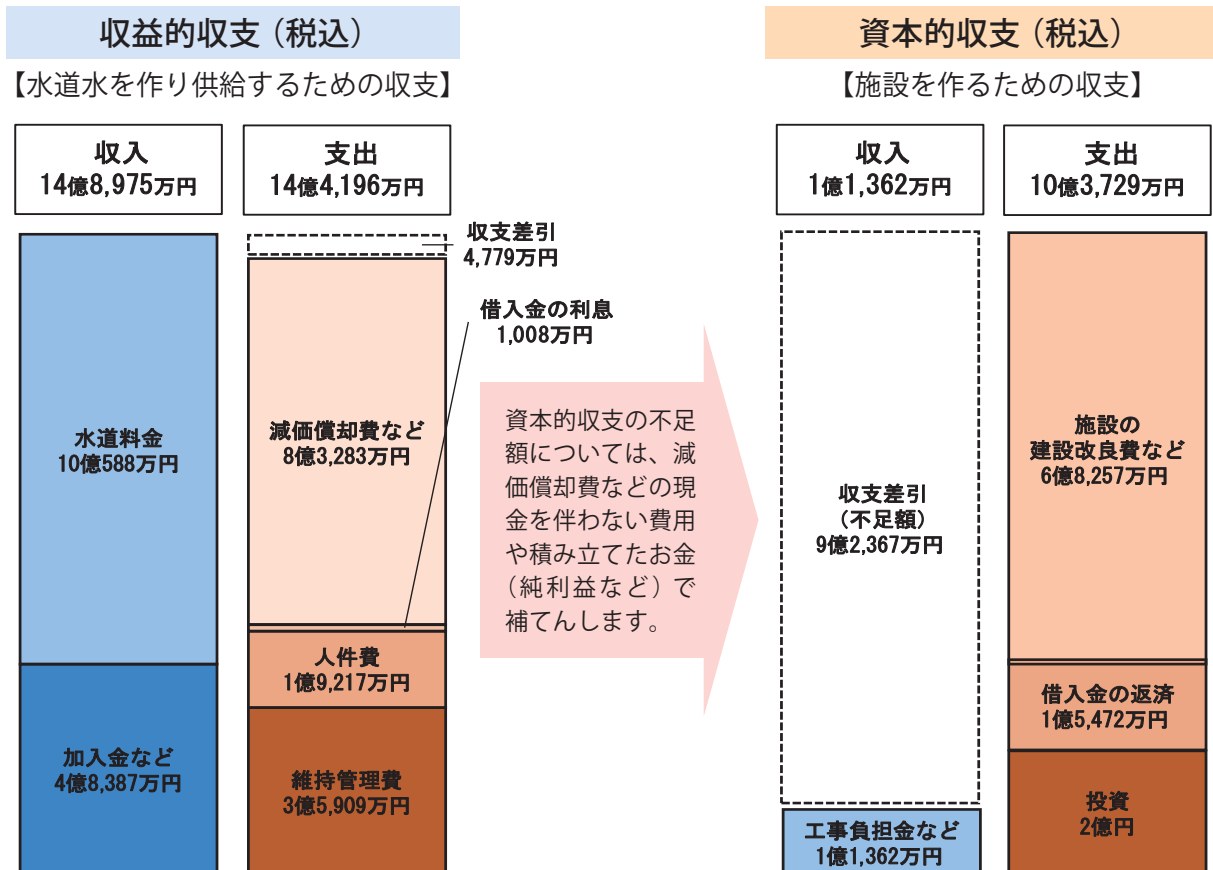 収益的収支（税込）
【水道水を作り供給するための収支】
収入
14億8,975万円
支出
14億4,196万円
収支差引
4,779万円
借入金の利息
1,008万円
水道料金
10億588万円
減価償却費など
8億3,283万円
人件費
1億9,217万円
加入金など
4億8,387万円
維持管理費
3億5,909万円
資本的収支の不足
額については、減
価償却費などの現
金を伴わない費用
や積み立てたお金
（純利益など）で
補てんします。
資本的収支（税込）
【施設を作るための収支】
収入
1億1,362万円
支出
10億3,729万円
収支差引
（不足額）
9億2,367万円
施設の
建設改良費など
6億8,257万円
借入金の返済
1億5,472万円
工事負担金など
1億1,362万円
投資
2億円